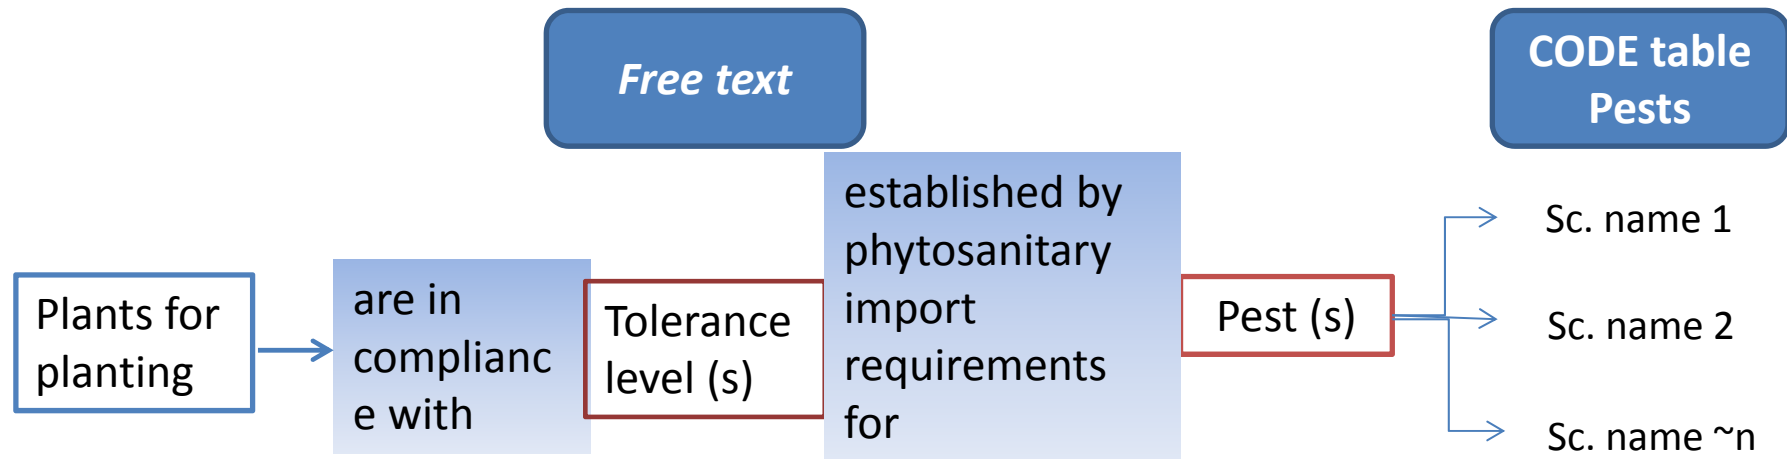 Free text
CODE table
Pests
Plants for
planting
are in
complianc
e with
Tolerance
level (s)
established by
phytosanitary
import
requirements
for
Pest (s)
Sc. name 1
Sc. name 2
Sc. name ~n